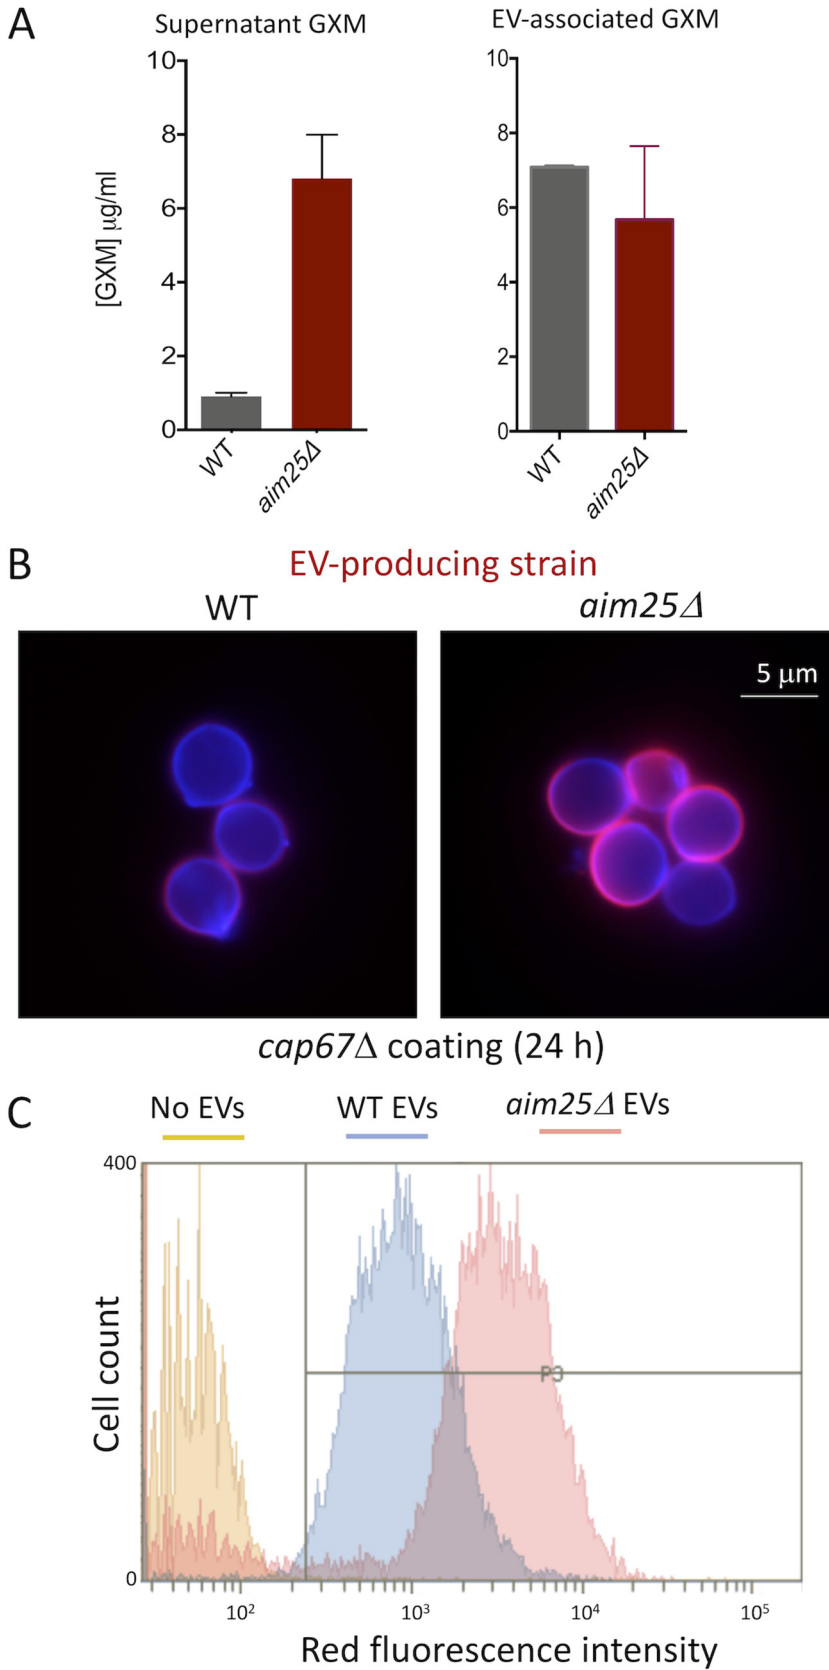 A
Supernatant GXM
EV-associated GXM
[GXM] µg/ml
10
8
6
4
2
0
WT
aim25Δ
10
8
6
4
2
0
WT
aim25Δ
B
EV-producing strain
WT
aim25Δ
5 µm
cap67Δ coating (24 h)
C
No EVs
WT EVs
aim25Δ EVs
400
Cell count
P3
0
10²
10³
10⁴
10⁵
Red fluorescence intensity